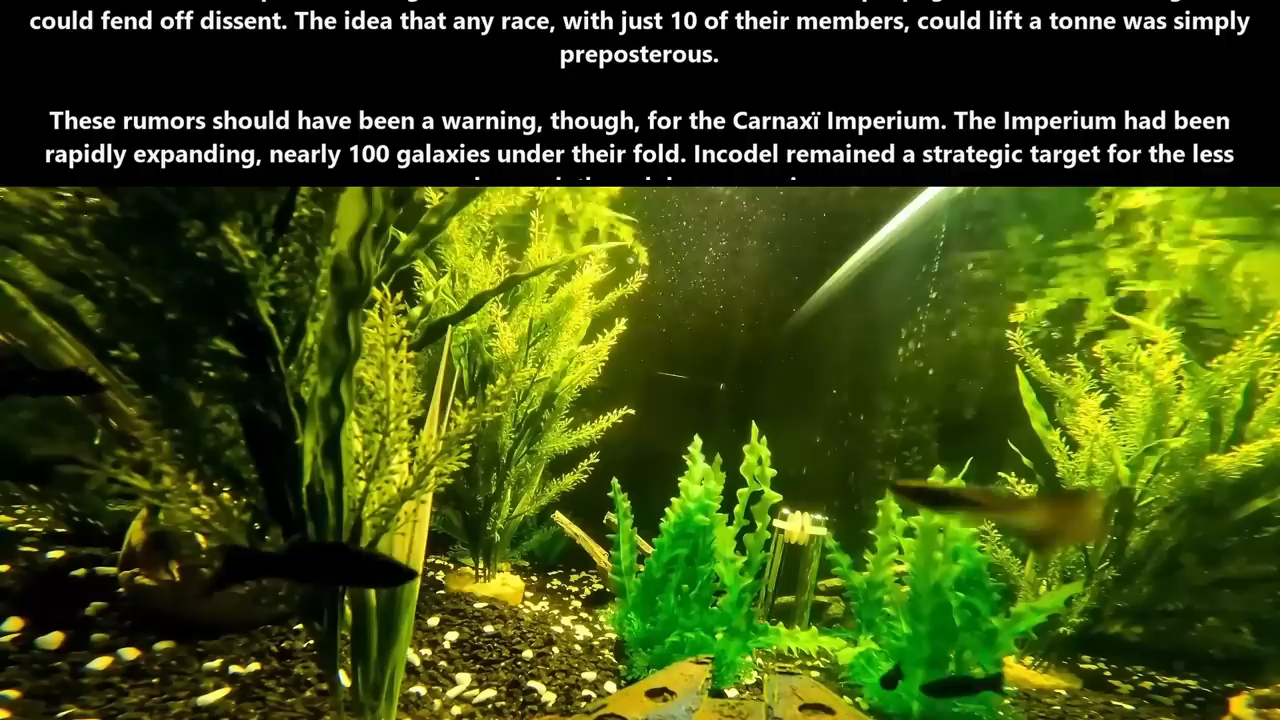 could fend off dissent. The idea that any race, with just 10 of their members, could lift a tonne was simply
preposterous.
These rumors should have been a warning, though, for the Carnaxï Imperium. The Imperium had been
rapidly expanding, nearly 100 galaxies under their fold. Incodel remained a strategic target for the less